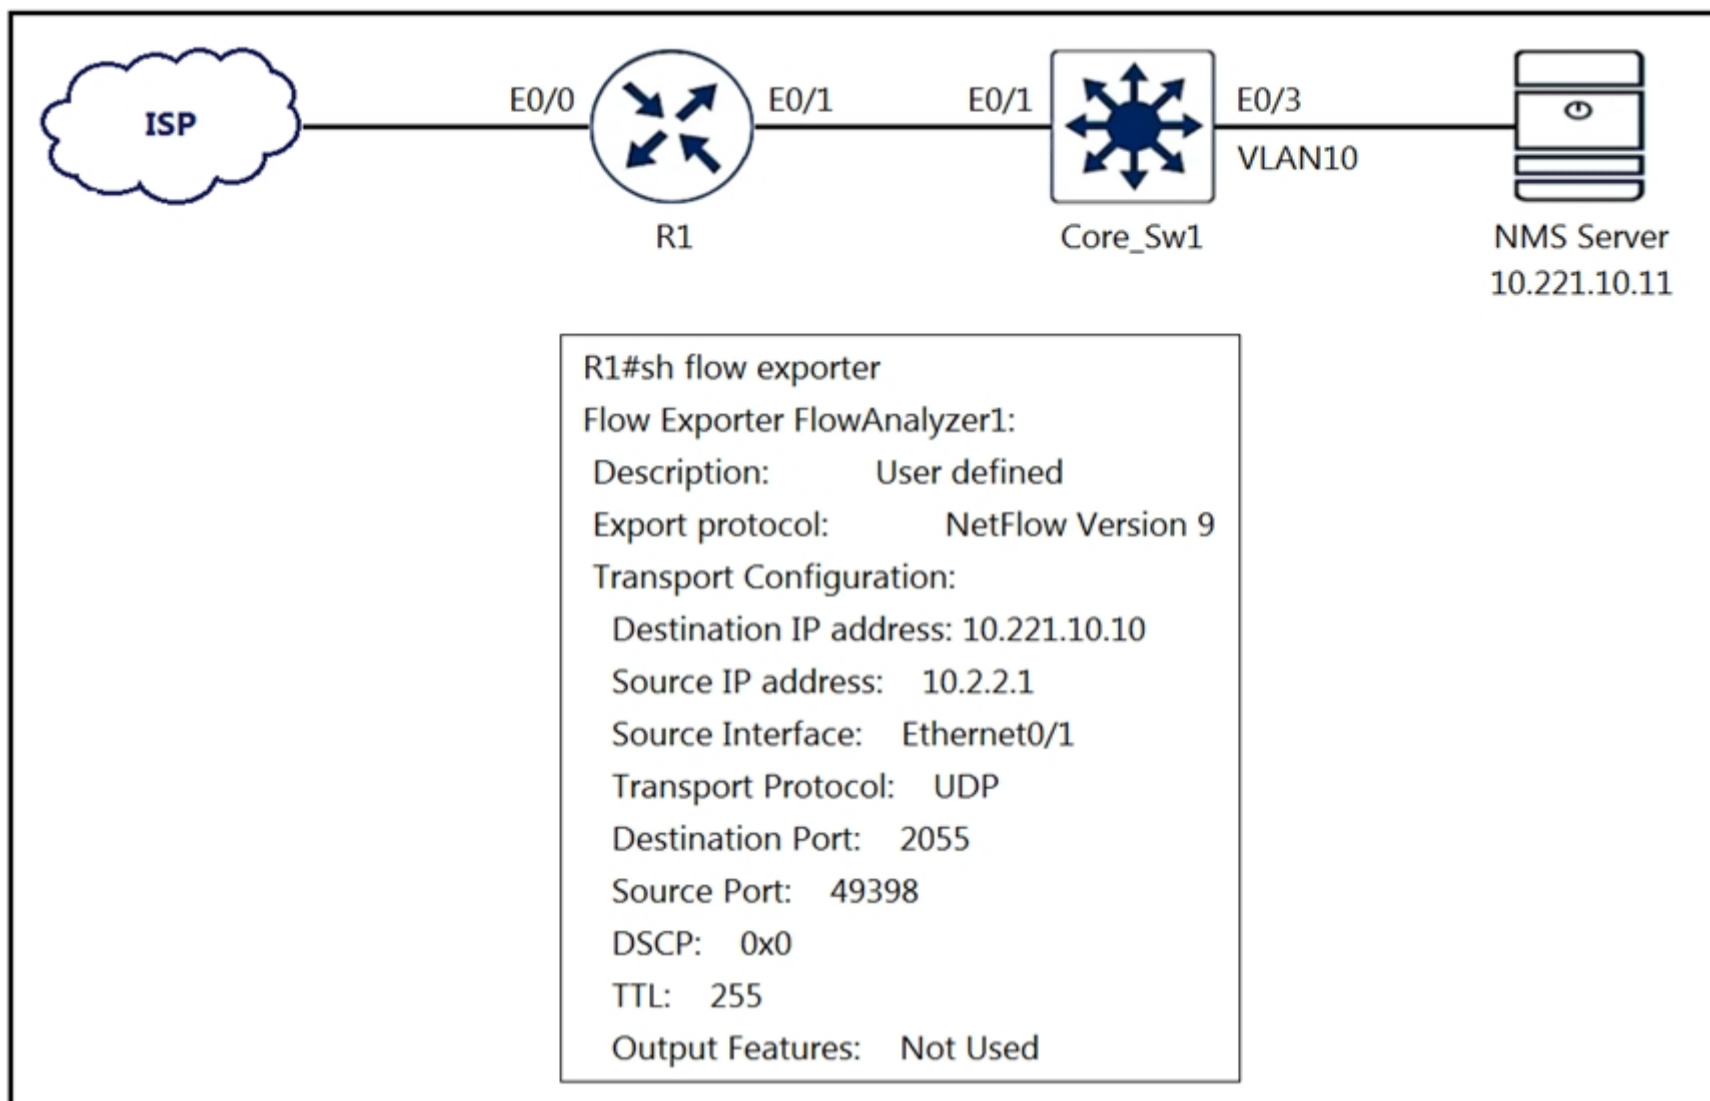 ISP
E0/0
E0/1
E0/1
E0/3
VLAN10
R1
Core_Sw1
NMS Server
10.221.10.11
R1#sh flow exporter
Flow Exporter FlowAnalyzer1:
Description: User defined
Export protocol: NetFlow Version 9
Transport Configuration:
Destination IP address: 10.221.10.10
Source IP address: 10.2.2.1
Source Interface: Ethernet0/1
Transport Protocol: UDP
Destination Port: 2055
Source Port: 49398
DSCP: 0x0
TTL: 255
Output Features: Not Used